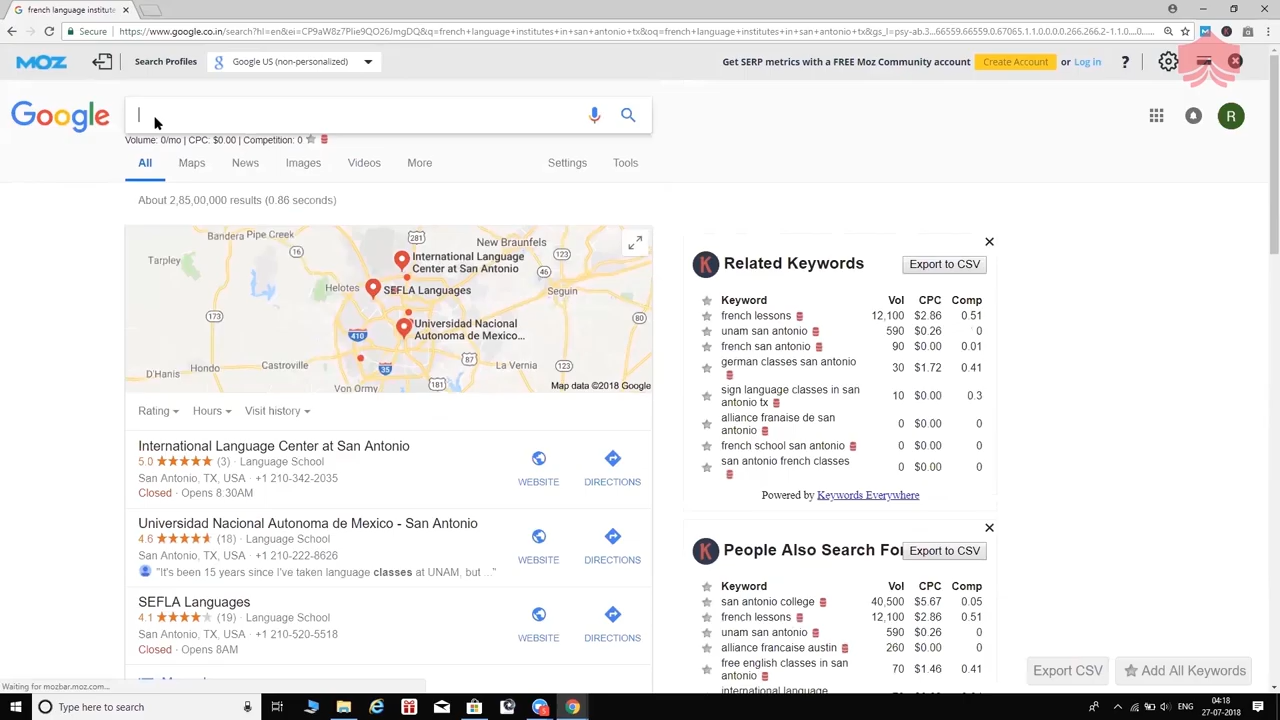 french language institute
Secure
https://www.google.co.in/search?hl=en&ei=CP9aW8z7Plie9QO26JmgDQ&q=french+language+institutes+in+san+antonio+tx&oq=french+language+institutes+in+san+antonio+tx&gs_l=psy-ab.3...66559.66559.0.67065.1.1.0.0.0.0.266.266.2-1.1.0....0...
MOZ
Search Profiles
Google US (non-personalized)
Get SERP metrics with a FREE Moz Community account
Create Account
or Log in
?
Google
R
Volume: 0/mo | CPC: $0.00 | Competition: 0
All Maps News Images Videos More Settings Tools
About 2,85,00,000 results (0.86 seconds)
Bandera Pipe Creek
281
New Braunfels
123
16
International Language
Center at San Antonio
Tarpley
46
Helotes
SEFLA Languages
Seguin
173
Universidad Nacional
Autonoma de Mexico...
80
410
87
Castroville
La Vernia
123
35
D'Hanis Hondo
Von Ormy
181
Map data ©2018 Google
Rating Hours Visit history
International Language Center at San Antonio
5.0 (3) · Language School
San Antonio, TX, USA · +1 210-342-2035
Closed · Opens 8.30AM
WEBSITE DIRECTIONS
Universidad Nacional Autonoma de Mexico - San Antonio
4.6 (18) · Language School
San Antonio, TX, USA · +1 210-222-8626
"It's been 15 years since I've taken language classes at UNAM, but ..."
WEBSITE DIRECTIONS
SEFLA Languages
4.1 (19) · Language School
San Antonio, TX, USA · +1 210-520-5518
Closed · Opens 8AM
WEBSITE DIRECTIONS
K Related Keywords
Export to CSV
Keyword Vol CPC Comp
french lessons 12,100 $2.86 0.51
unam san antonio 590 $0.26 0
french san antonio 90 $0.00 0.01
german classes san antonio 30 $1.72 0.41
sign language classes in san
antonio tx 10 $0.00 0.3
alliance franaise de san
antonio 0 $0.00 0
french school san antonio 0 $0.00 0
san antonio french classes 0 $0.00 0
Powered by Keywords Everywhere
K People Also Search For
Export to CSV
Keyword Vol CPC Comp
san antonio college 40,500 $5.67 0.05
french lessons 12,100 $2.86 0.51
unam san antonio 590 $0.26 0
alliance francaise austin 260 $0.00 0
free english classes in san
antonio 70 $1.46 0.41
international language
Export CSV
Add All Keywords
Waiting for mozbar.moz.com...
Type here to search
ENG
04:18
27-07-2018